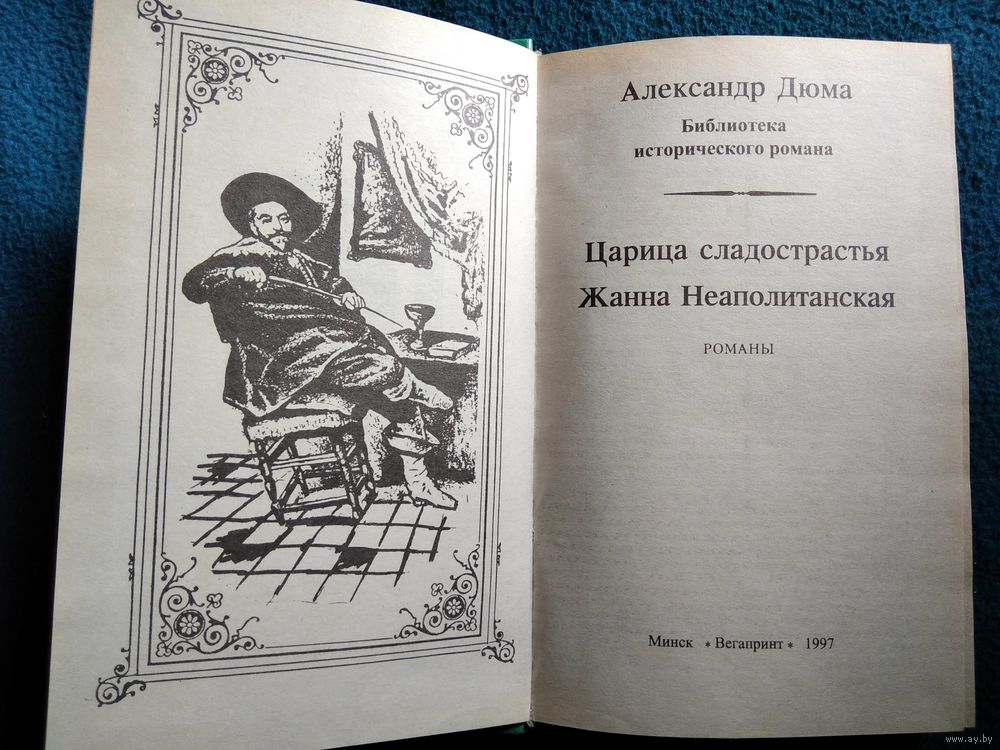 Александр Дюма
Библиотека
исторического романа
Царица сладострастья
Жанна Неаполитанская
РОМАНЫ
Минск * Вегапринт * 1997
www.ay.by